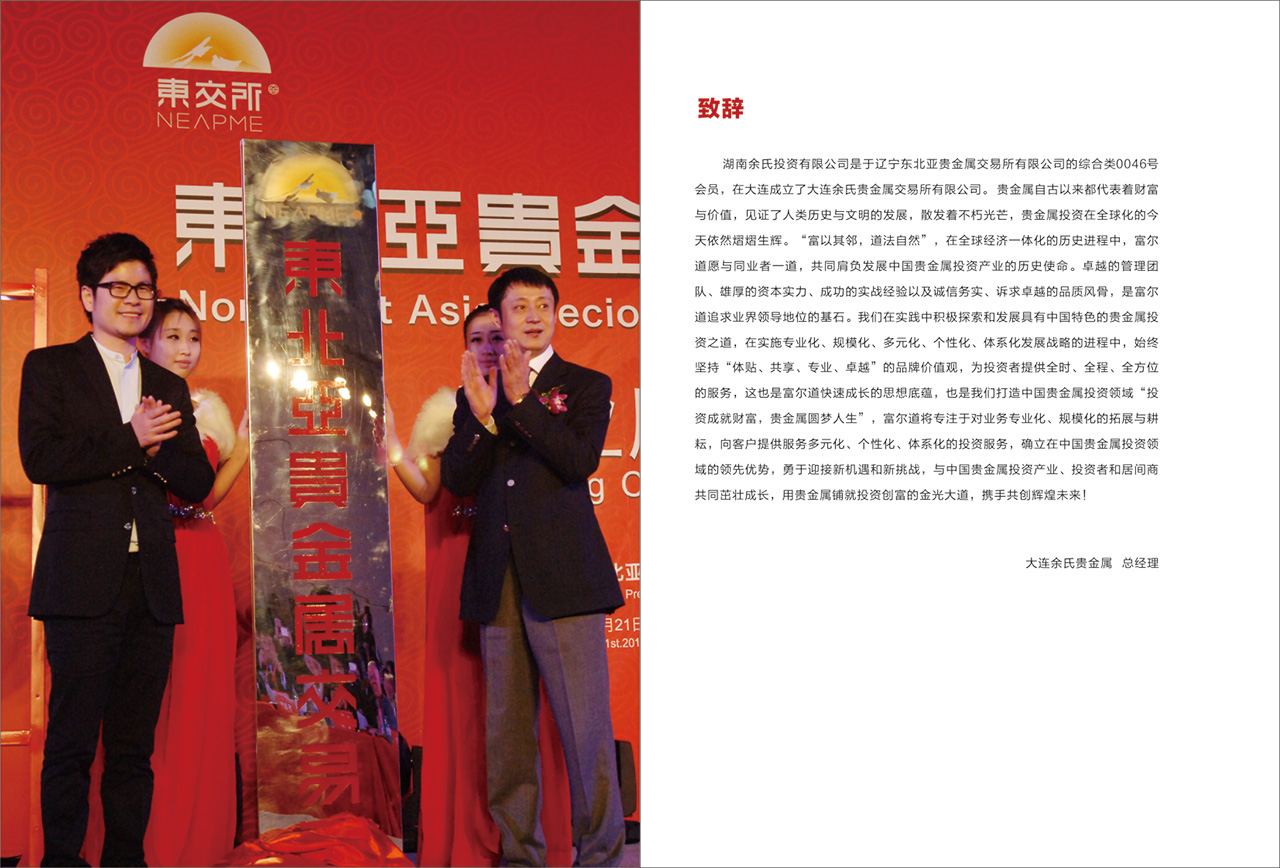 東交所
NEAPME
東 亞貴金
Nor t Asia recio
NEAPME
東
北
亞
貴
金
属
交
易
g C
北亚
Pre
月21日
1st.201
致辞
湖南余氏投资有限公司是于辽宁东北亚贵金属交易所有限公司的综合类0046号
会员，在大连成立了大连余氏贵金属交易所有限公司。贵金属自古以来都代表着财富
与价值，见证了人类历史与文明的发展，散发着不朽光芒，贵金属投资在全球化的今
天依然熠熠生辉。“富以其邻，道法自然”，在全球经济一体化的历史进程中，富尔
道愿与同业者一道，共同肩负发展中国贵金属投资产业的历史使命。卓越的管理团
队、雄厚的资本实力、成功的实战经验以及诚信务实、诉求卓越的品质风骨，是富尔
道追求业界领导地位的基石。我们在实践中积极探索和发展具有中国特色的贵金属投
资之道，在实施专业化、规模化、多元化、个性化、体系化发展战略的进程中，始终
坚持“体贴、共享、专业、卓越”的品牌价值观，为投资者提供全时、全程、全方位
的服务，这也是富尔道快速成长的思想底蕴，也是我们打造中国贵金属投资领域“投
资成就财富，贵金属圆梦人生”，富尔道将专注于对业务专业化、规模化的拓展与耕
耘，向客户提供服务多元化、个性化、体系化的投资服务，确立在中国贵金属投资领
域的领先优势，勇于迎接新机遇和新挑战，与中国贵金属投资产业、投资者和居间商
共同茁壮成长，用贵金属铺就投资创富的金光大道，携手共创辉煌未来！
大连余氏贵金属 总经理